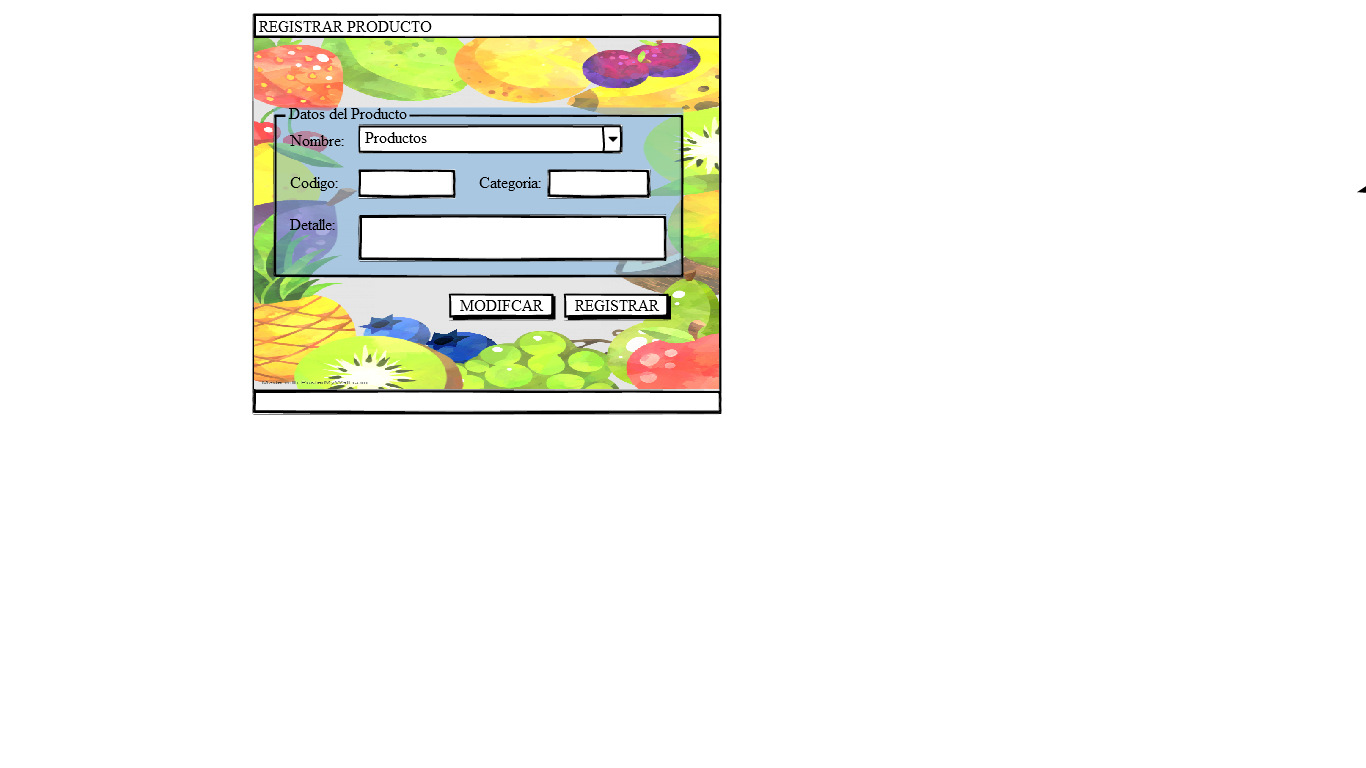 REGISTRAR PRODUCTO
Datos del Producto
Nombre: Productos
Codigo: Categoria:
Detalle:
MODIFCAR REGISTRAR